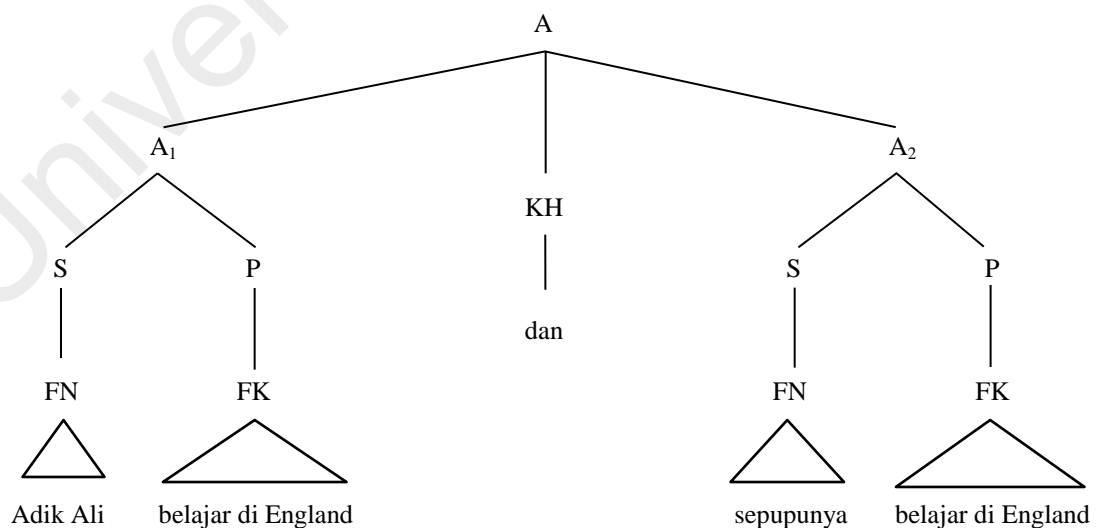 A
A₁ A₂
KH
S P S P
dan
FN FK FN FK
Adik Ali belajar di England sepupunya belajar di England